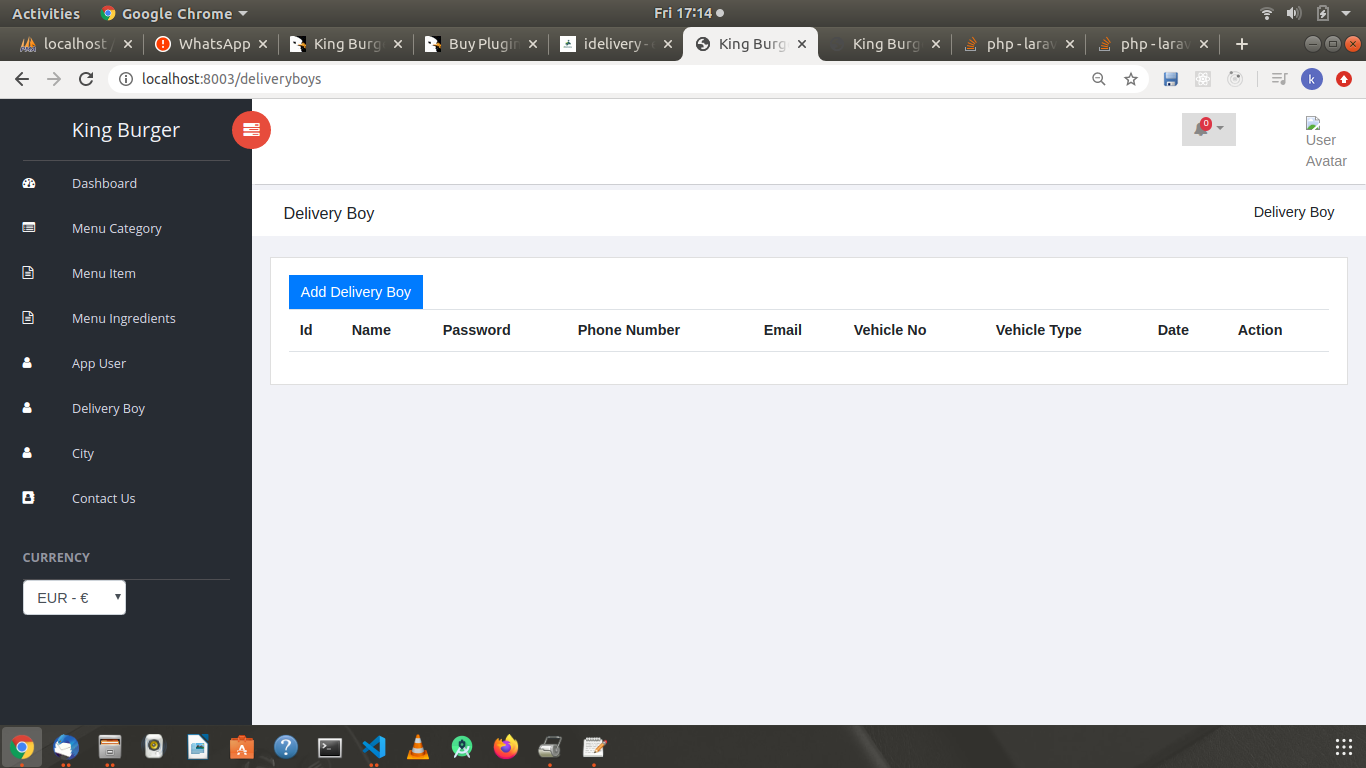 Activities
Google Chrome
Fri 17:14
localhost /
WhatsApp
King Burg
Buy Plugin
idelivery -
King Burg
King Burg
php - larav
php - larav
localhost:8003/deliveryboys
k
King Burger
0
User
Avatar
Dashboard
Menu Category
Menu Item
Menu Ingredients
App User
Delivery Boy
City
Contact Us
CURRENCY
EUR - €
Delivery Boy
Delivery Boy
Add Delivery Boy
Id Name Password Phone Number Email Vehicle No Vehicle Type Date Action